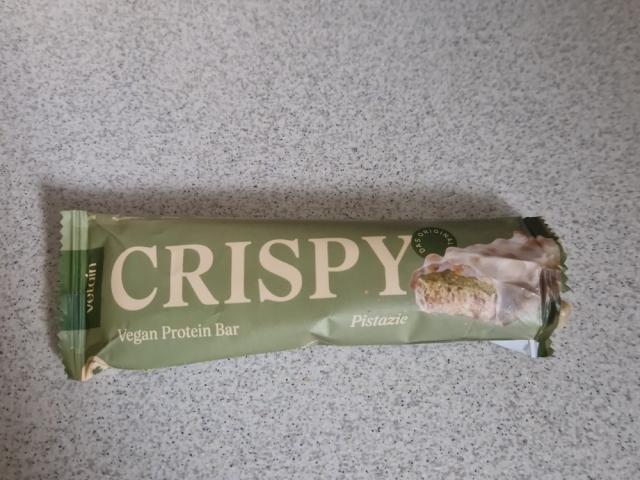 vetain
CRISPY
DAS ORIGINAL
Vegan Protein Bar
Pistazie